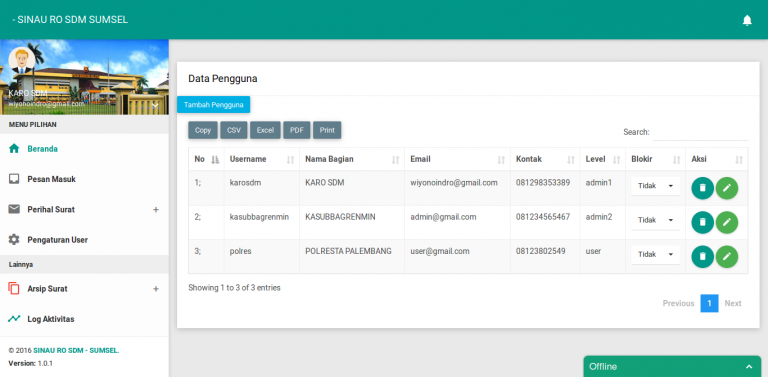 - SINAU RO SDM SUMSEL
KARO SDM
wiyonoindro@gmail.com
MENU PILIHAN
Beranda
Pesan Masuk
Perihal Surat +
Pengaturan User
Lainnya
Arsip Surat +
Log Aktivitas
© 2016 SINAU RO SDM - SUMSEL.
Version: 1.0.1
Data Pengguna
Tambah Pengguna
Copy CSV Excel PDF Print
Search:
No Username Nama Bagian Email Kontak Level Blokir Aksi
1; karosdm KARO SDM wiyonoindro@gmail.com 081298353389 admin1 Tidak
2; kasubbagrenmin KASUBBAGRENMIN admin@gmail.com 081234565467 admin2 Tidak
3; polres POLRESTA PALEMBANG user@gmail.com 08123802549 user Tidak
Showing 1 to 3 of 3 entries
Previous 1 Next
Offline